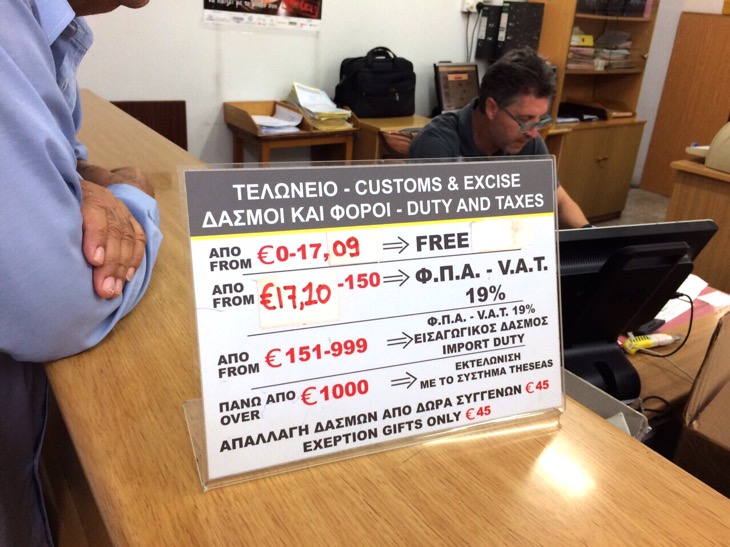 ΤΕΛΩΝΕΙΟ - CUSTOMS & EXCISE
ΔΑΣΜΟΙ ΚΑΙ ΦΟΡΟΙ - DUTY AND TAXES
ΑΠΟ
FROM €0-17,09 ⇒ FREE
ΑΠΟ
FROM €17,10 -150 ⇒ Φ.Π.Α. - V.A.T.
19%
ΑΠΟ
FROM €151-999 ⇒ Φ.Π.Α. - V.A.T. 19%
ΕΙΣΑΓΩΓΙΚΟΣ ΔΑΣΜΟΣ
IMPORT DUTY
ΠΑΝΩ ΑΠΟ
OVER €1000 ⇒ ΕΚΤΕΛΩΝΙΣΗ
ΜΕ ΤΟ ΣΥΣΤΗΜΑ THESEAS
ΑΠΑΛΛΑΓΗ ΔΑΣΜΩΝ ΑΠΟ ΔΩΡΑ ΣΥΓΓΕΝΩΝ €45
EXERPTION GIFTS ONLY €45